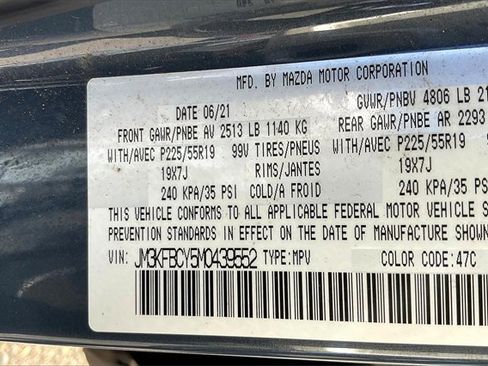 MFD. BY MAZDA MOTOR CORPORATION
DATE 06/21 GVWR/PNBV 4806 LB 21
FRONT GAWR/PNBE AV 2513 LB 1140 KG REAR GAWR/PNBE AR 2293
WITH/AVEC P225/55R19 99V TIRES/PNEUS WITH/AVEC P225/55R19
19X7J RIMS/JANTES 19X7J
240 KPA/35 PSI COLD/A FROID 240 KPA/35 PSI
THIS VEHICLE CONFORMS TO ALL APPLICABLE FEDERAL MOTOR VEHICLE S
PREVENTION STANDARDS IN EFFECT ON THE DATE OF MANUFACTURE SHOWN
VIN: JM3KFBCY5M0439552 TYPE: MPV COLOR CODE: 47C